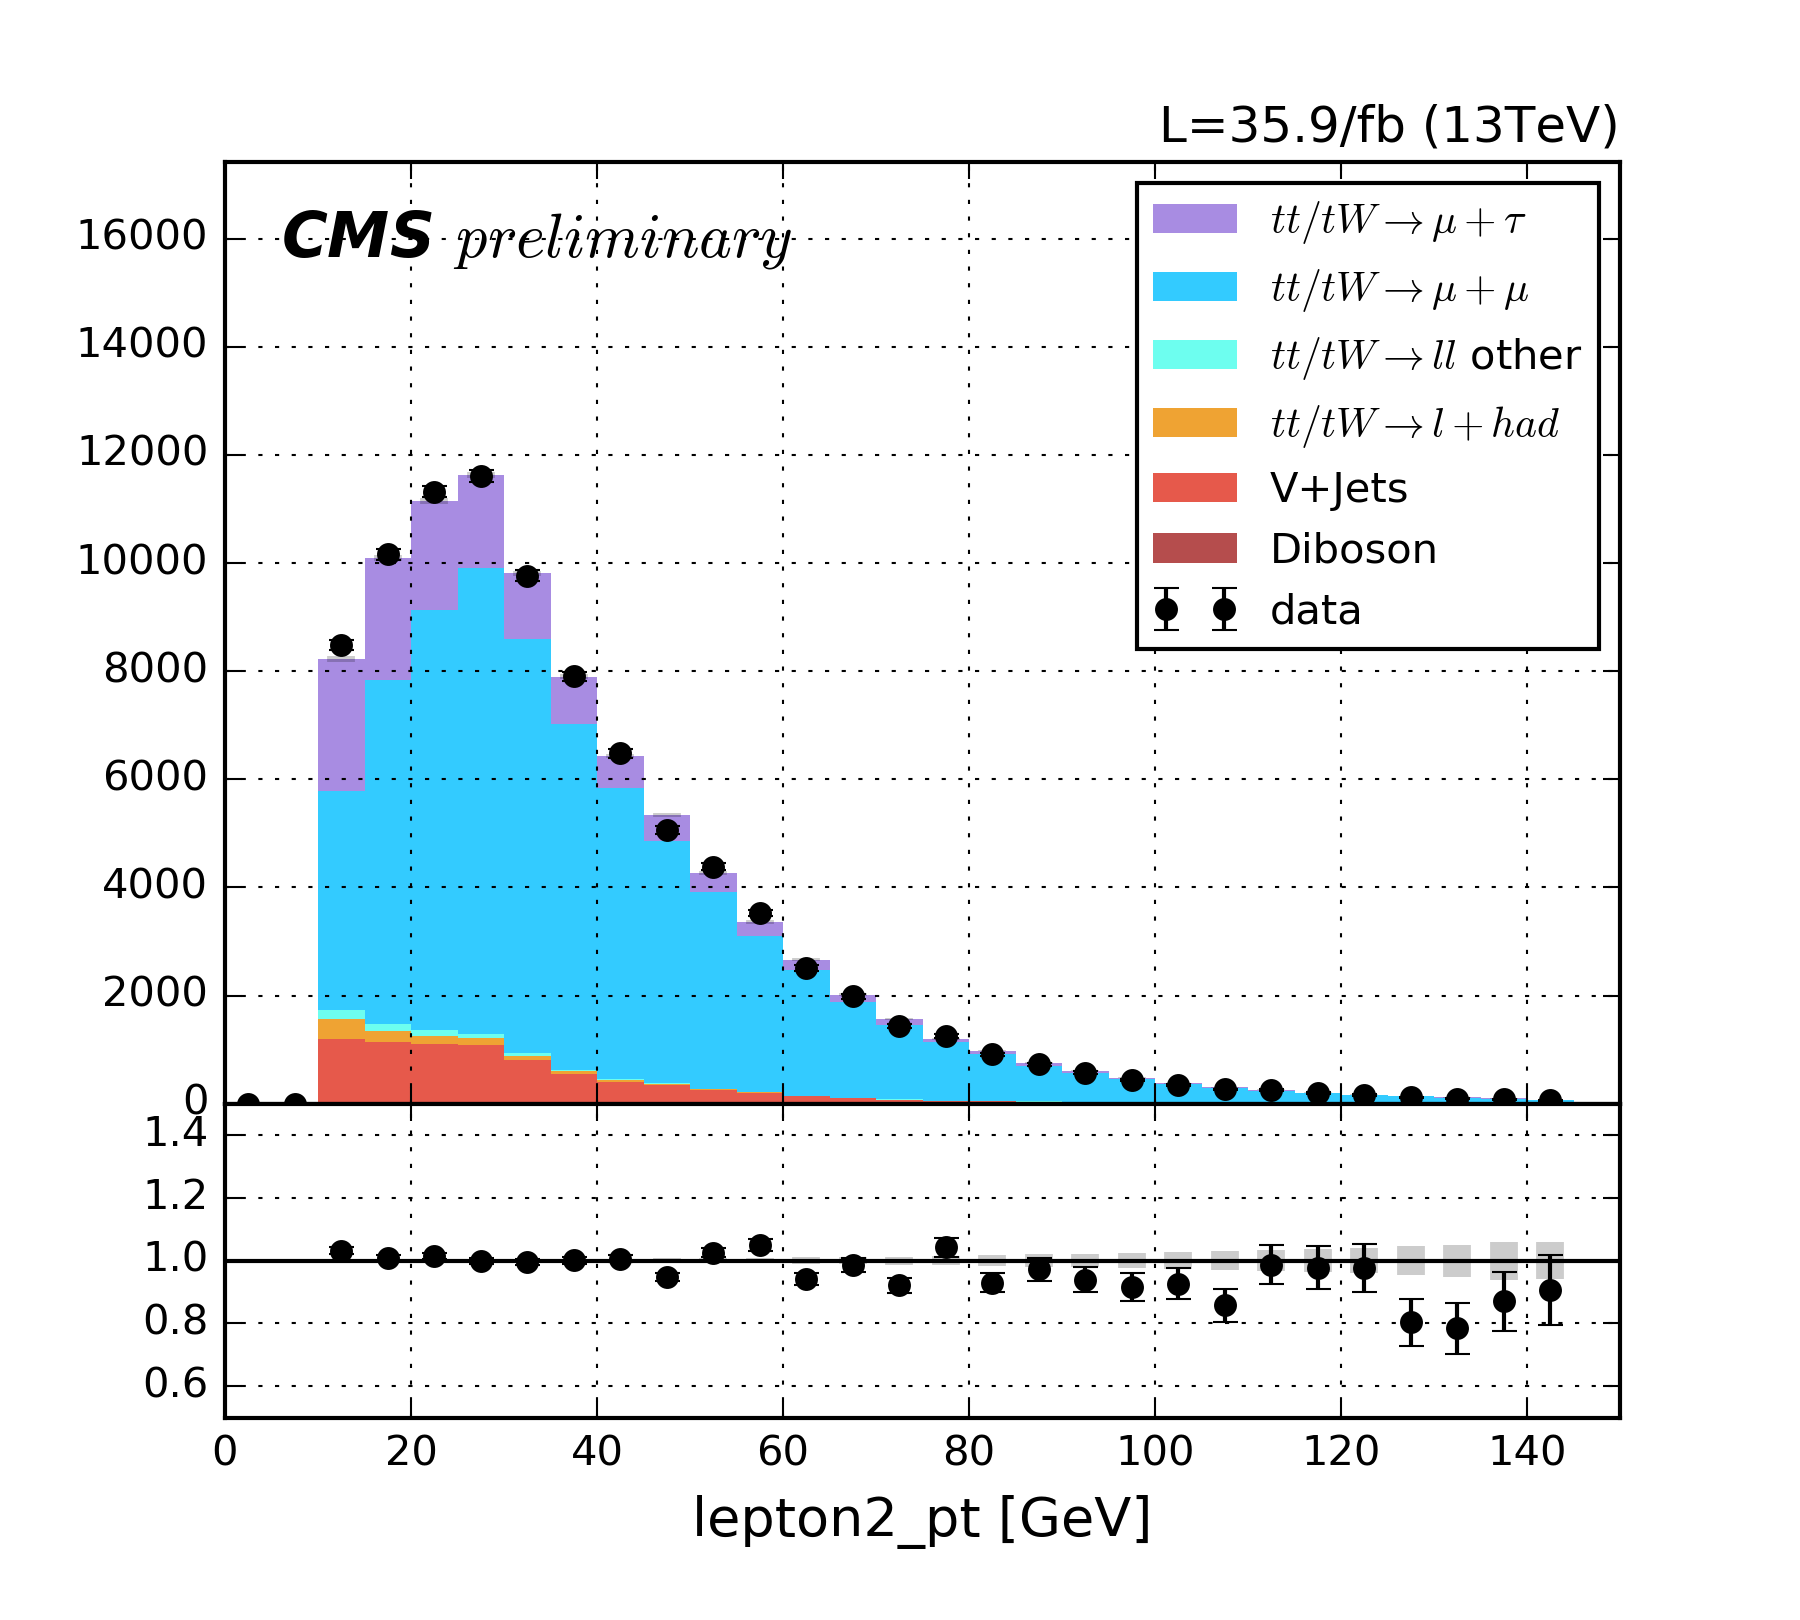 L=35.9/fb (13TeV)
CMS preliminary
16000
14000
12000
10000
8000
6000
4000
2000
0
tt/tW → μ + τ
tt/tW → μ + μ
tt/tW → ll other
tt/tW → l + had
V+Jets
Diboson
data
1.4
1.2
1.0
0.8
0.6
0 20 40 60 80 100 120 140
lepton2_pt [GeV]